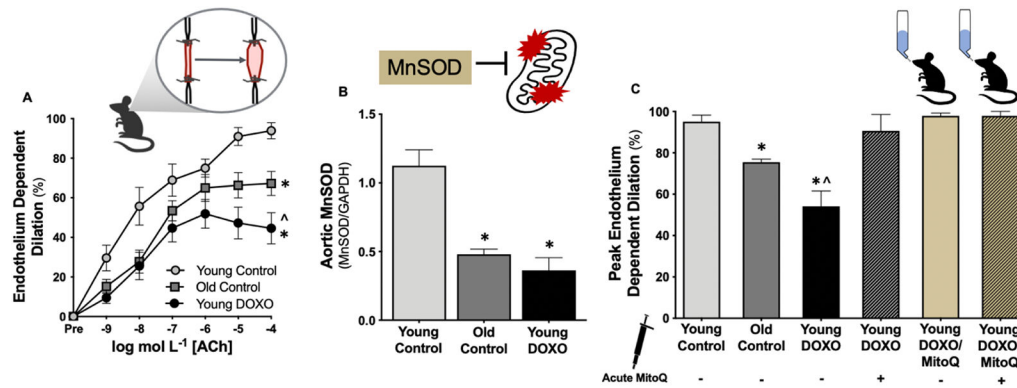 A
Endothelium Dependent
Dilation (%)
100
80
60
40
20
0
Pre
-9
-8
-7
-6
-5
-4
log mol L-1 [ACh]
Young Control
Old Control
Young DOXO
*
^
*
B
MnSOD
Aortic MnSOD
(MnSOD/GAPDH)
1.5
1.0
0.5
0.0
*
*
Young
Control
Old
Control
Young
DOXO
C
Peak Endothelium
Dependent Dilation (%)
100
80
60
40
20
0
*
*^
Young
Control
Old
Control
Young
DOXO
Young
DOXO
Young
DOXO/
MitoQ
Young
DOXO/
MitoQ
Acute MitoQ
-
-
-
+
-
+